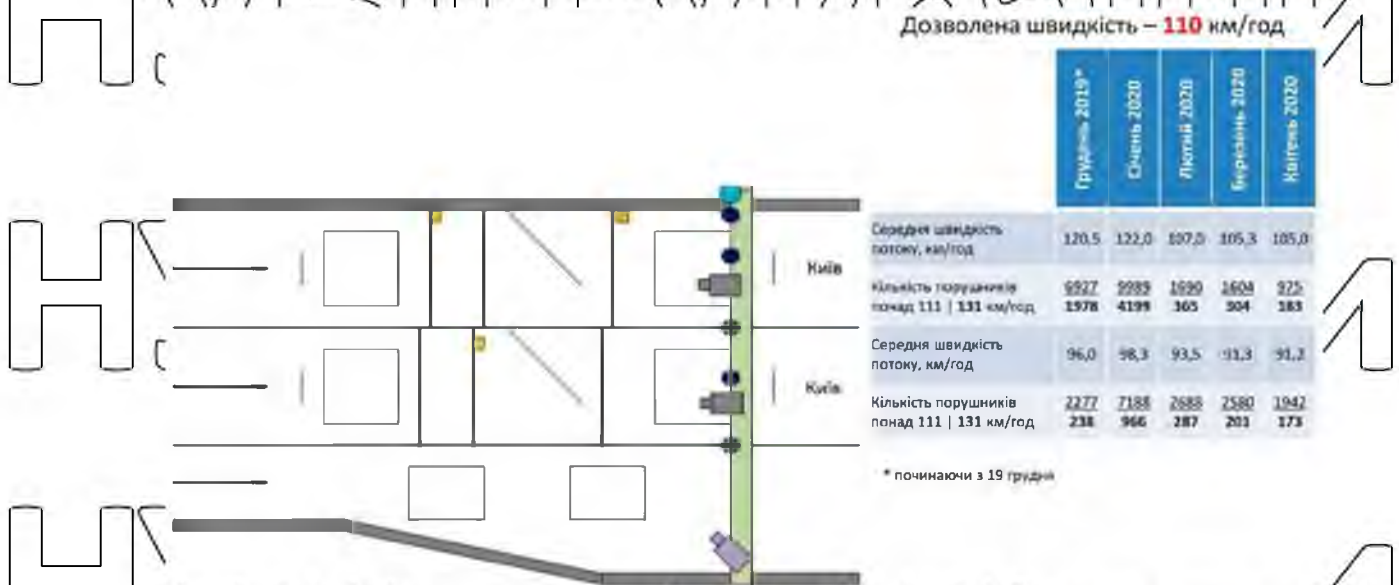 Дозволена швидкість – 110 км/год
Грудень 2019* Січень 2020 Лютий 2020 Березень 2020 Квітень 2020
Середня швидкість
потоку, км/год 120,5 122,0 107,0 105,3 105,0
Кількість порушників 6927 9989 1690 1604 975
понад 111 | 131 км/год 1978 4199 365 304 183
Київ
Середня швидкість
потоку, км/год 96,0 98,3 93,5 91,3 91,2
Київ
Кількість порушників 2277 7188 2688 2580 1942
понад 111 | 131 км/год 238 966 287 201 173
* починаючи з 19 грудня